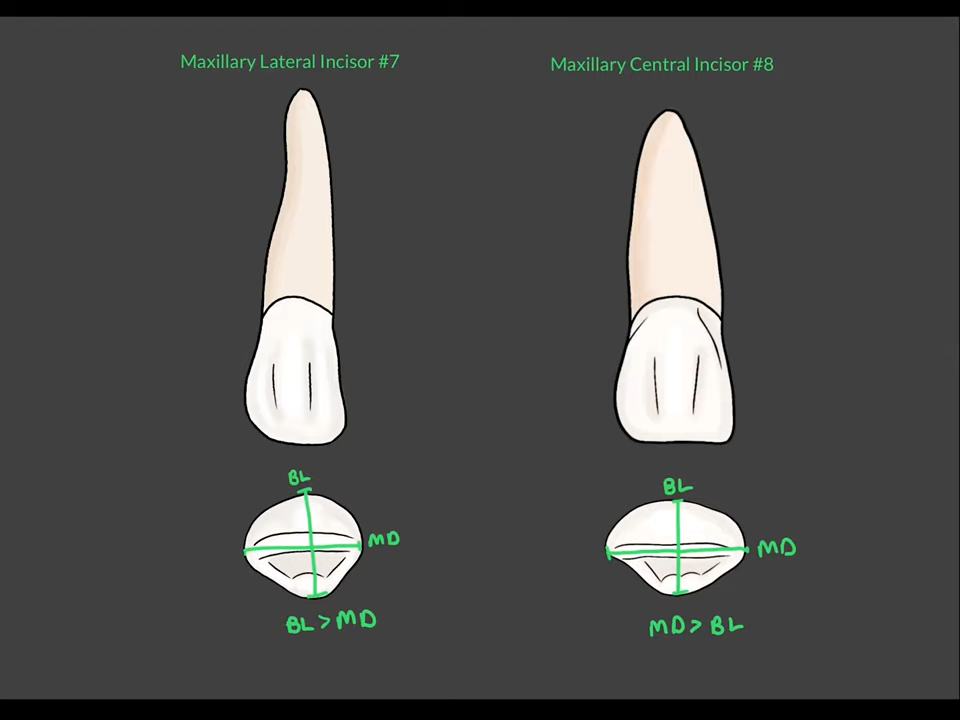 Maxillary Lateral Incisor #7
Maxillary Central Incisor #8
BL
MD
BL > MD
BL
MD
MD > BL